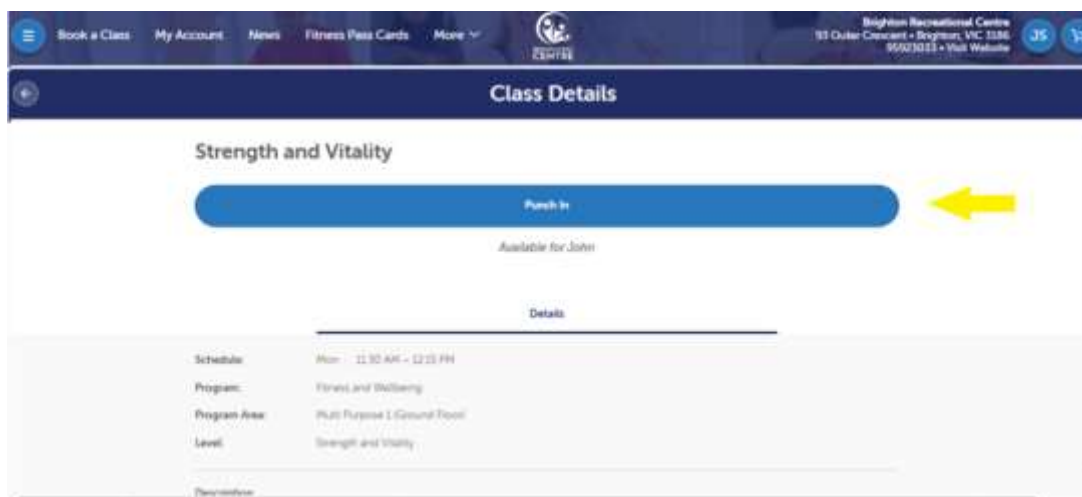 Book a Class My Account News Fitness Pass Cards More
CENTRE
Brighton Recreational Centre
93 Outer Crescent • Brighton, VIC 3186
95925033 • Visit Website
JS
Class Details
Strength and Vitality
Punch In
Available for John
Details
Schedule: Mon 11:30 AM – 12:15 PM
Program: Fitness and Wellbeing
Program Area: Multi Purpose 1 (Ground Floor)
Level: Strength and Vitality
Description